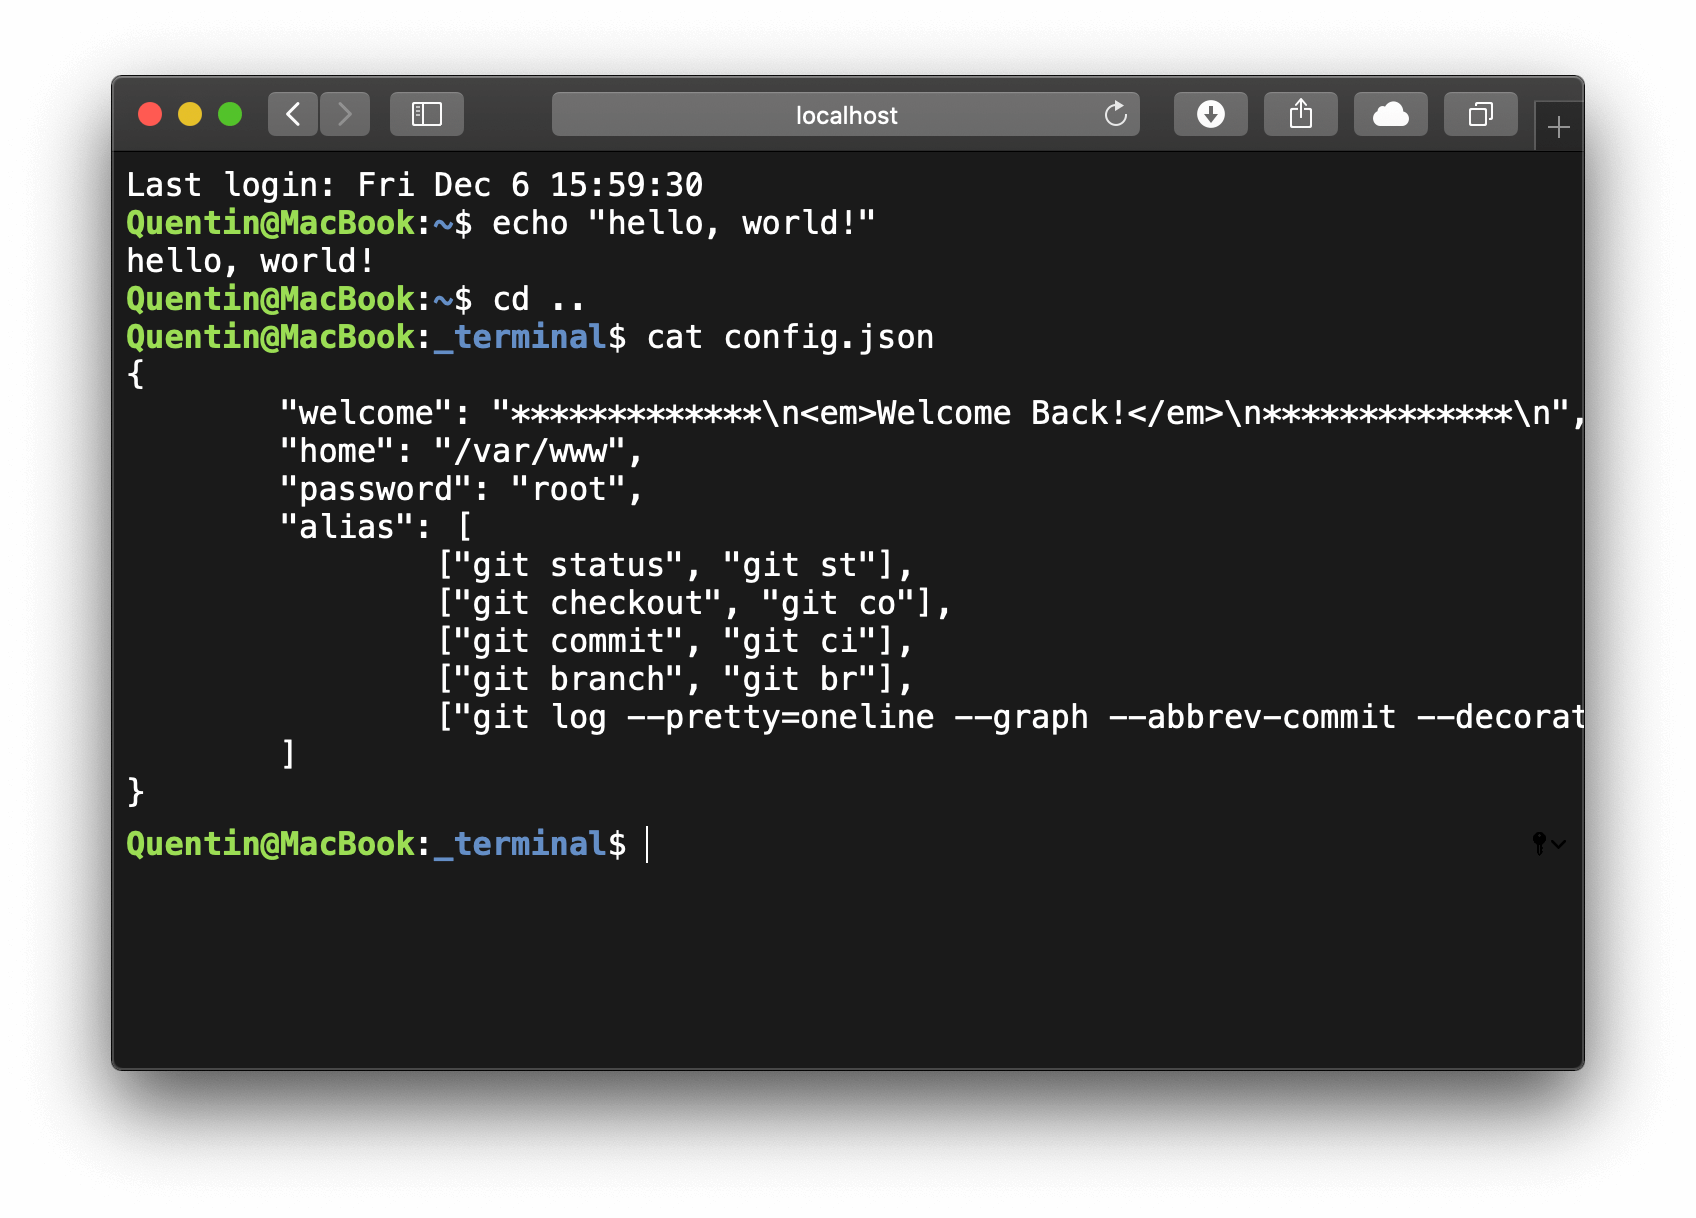 localhost
Last login: Fri Dec 6 15:59:30
Quentin@MacBook:~$ echo "hello, world!"
hello, world!
Quentin@MacBook:~$ cd ..
Quentin@MacBook:_terminal$ cat config.json
{
	"welcome": "*************\n<em>Welcome Back!</em>\n*************\n",
	"home": "/var/www",
	"password": "root",
	"alias": [
		["git status", "git st"],
		["git checkout", "git co"],
		["git commit", "git ci"],
		["git branch", "git br"],
		["git log --pretty=oneline --graph --abbrev-commit --decorat
	]
}
Quentin@MacBook:_terminal$